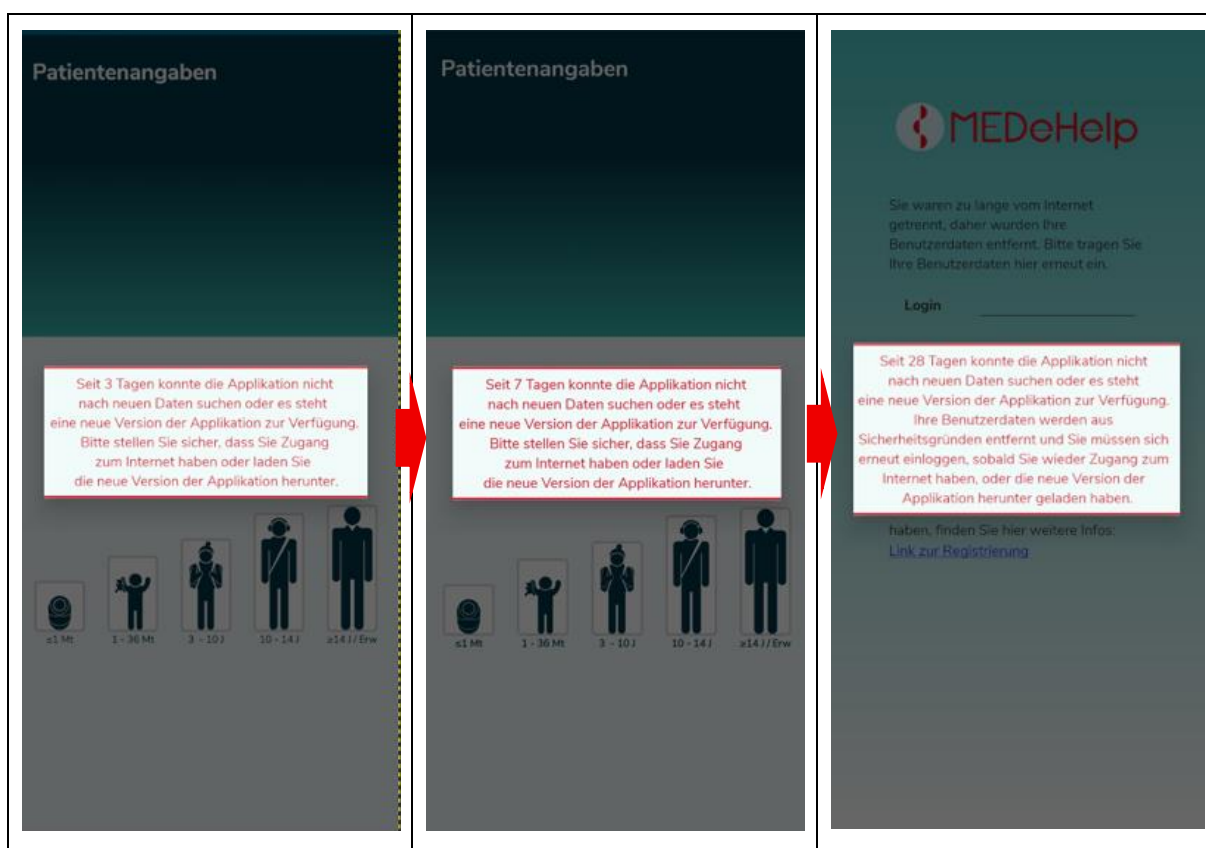 Patientenangaben
Seit 3 Tagen konnte die Applikation nicht
nach neuen Daten suchen oder es steht
eine neue Version der Applikation zur Verfügung.
Bitte stellen Sie sicher, dass Sie Zugang
zum Internet haben oder laden Sie
die neue Version der Applikation herunter.
≤1 Mt
1 - 36 Mt
3 - 10 J
10 - 14 J
≥14 J / Erw
Patientenangaben
Seit 7 Tagen konnte die Applikation nicht
nach neuen Daten suchen oder es steht
eine neue Version der Applikation zur Verfügung.
Bitte stellen Sie sicher, dass Sie Zugang
zum Internet haben oder laden Sie
die neue Version der Applikation herunter.
≤1 Mt
1 - 36 Mt
3 - 10 J
10 - 14 J
≥14 J / Erw
MEDeHelp
Sie waren zu lange vom Internet
getrennt, daher wurden Ihre
Benutzerdaten entfernt. Bitte tragen Sie
Ihre Benutzerdaten hier erneut ein.
Login
Seit 28 Tagen konnte die Applikation nicht
nach neuen Daten suchen oder es steht
eine neue Version der Applikation zur Verfügung.
Ihre Benutzerdaten werden aus
Sicherheitsgründen entfernt und Sie müssen sich
erneut einloggen, sobald Sie wieder Zugang zum
Internet haben, oder die neue Version der
Applikation herunter geladen haben.
haben, finden Sie hier weitere Infos:
Link zur Registrierung